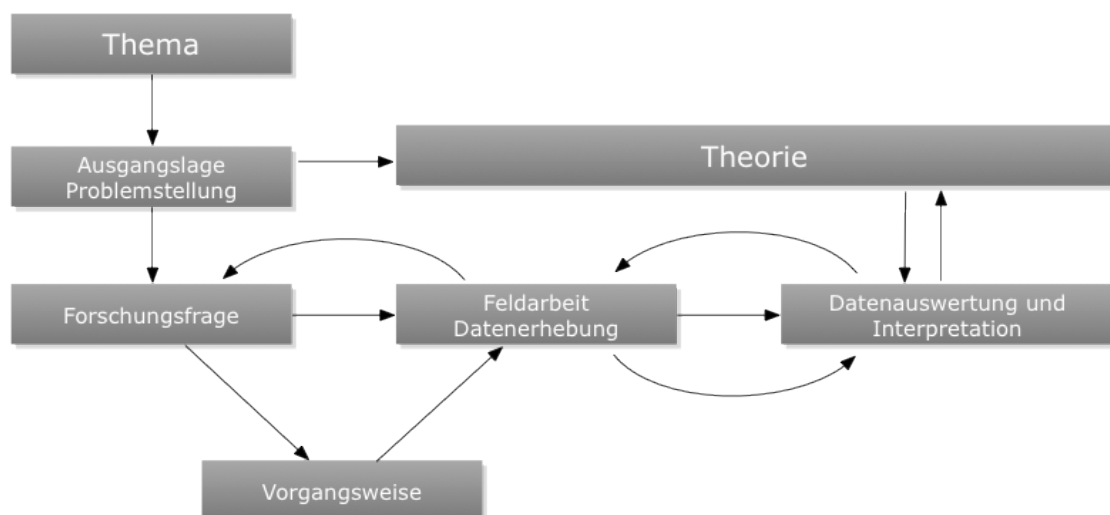 Thema
Ausgangslage
Problemstellung
Theorie
Forschungsfrage
Feldarbeit
Datenerhebung
Datenauswertung und
Interpretation
Vorgangsweise